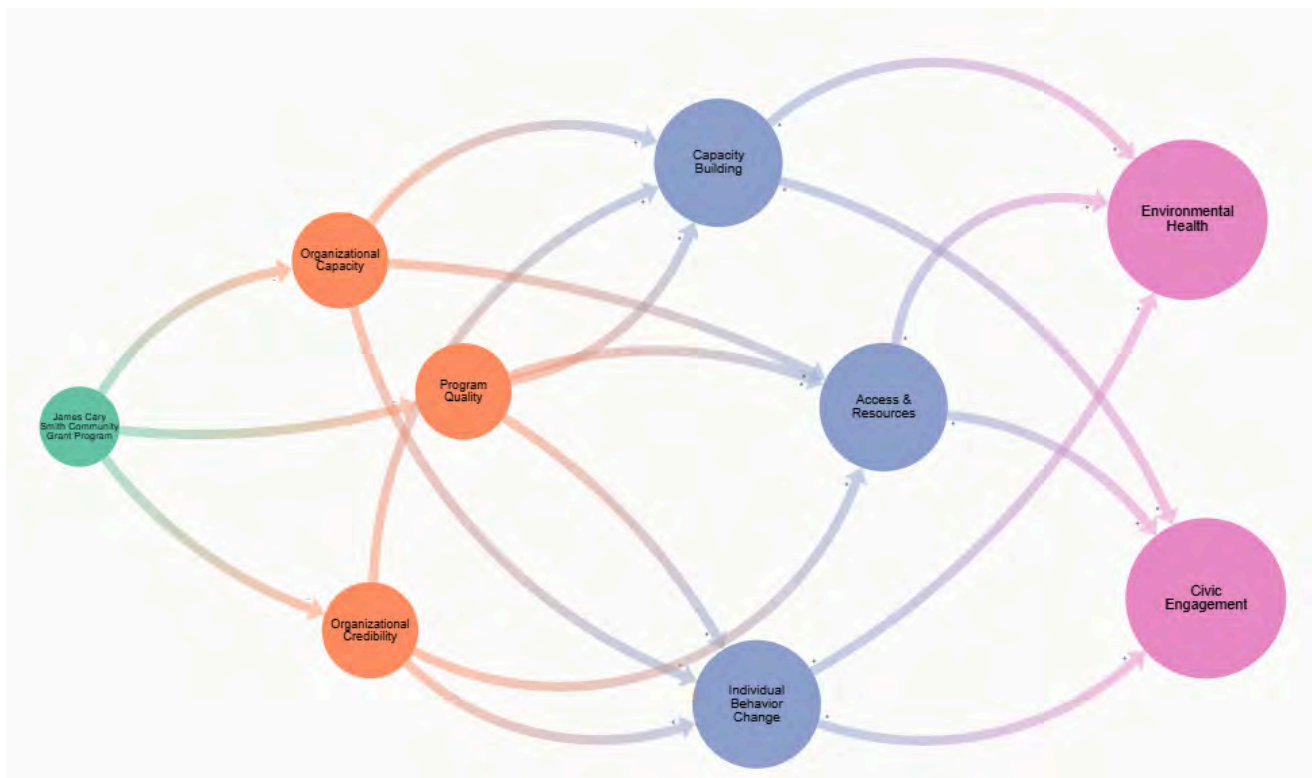 Capacity
Building
Environmental
Health
Organizational
Capacity
Program
Quality
Access &
Resources
James Cary
Smith Community
Grant Program
Civic
Engagement
Organizational
Credibility
Individual
Behavior
Change